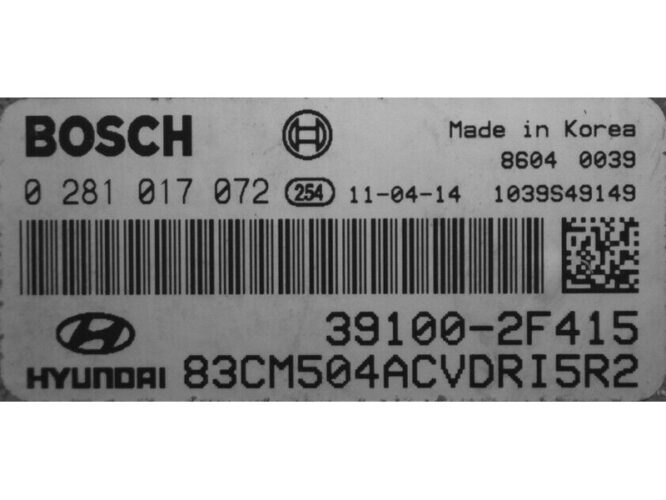 BOSCH
Made in Korea
8604 0039
0 281 017 072 254 11-04-14 1039S49149
39100-2F415
HYUNDAI 83CM504ACVDRI5R2